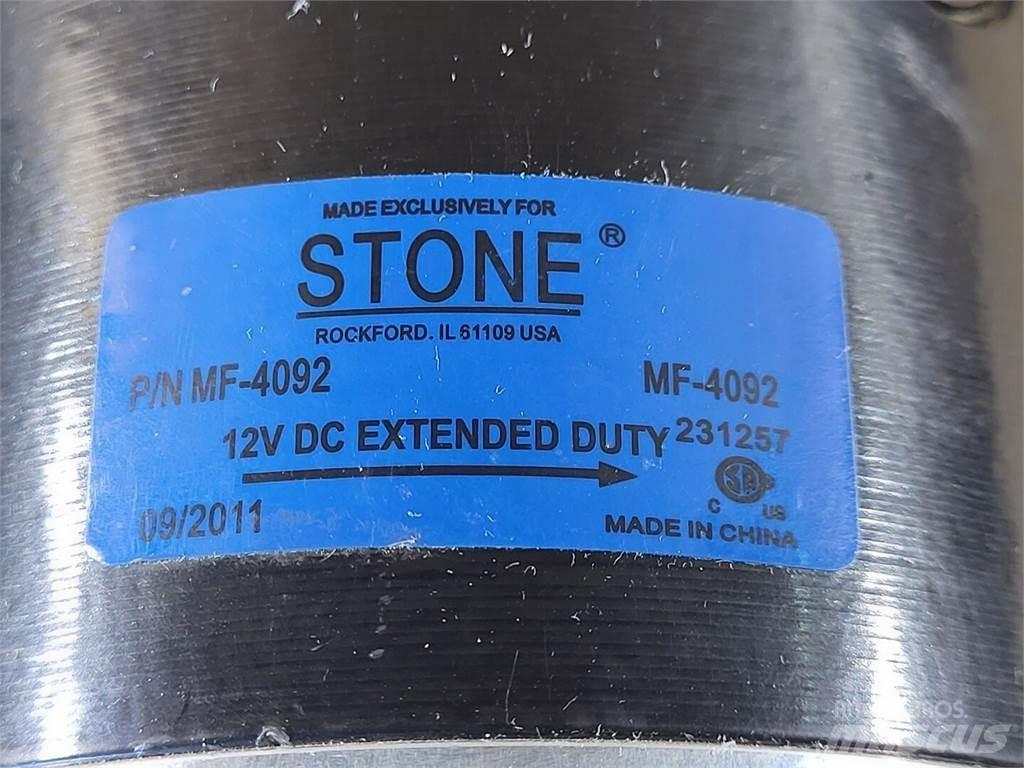 MADE EXCLUSIVELY FOR
STONE®
ROCKFORD. IL 61109 USA
P/N MF-4092 MF-4092
12V DC EXTENDED DUTY 231257
C US
09/2011 MADE IN CHINA